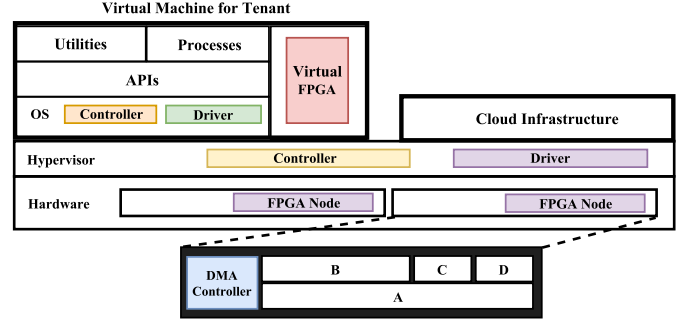 Virtual Machine for Tenant
Utilities
Processes
APIs
OS
Controller
Driver
Virtual
FPGA
Cloud Infrastructure
Hypervisor
Controller
Driver
Hardware
FPGA Node
FPGA Node
DMA
Controller
B
C
D
A